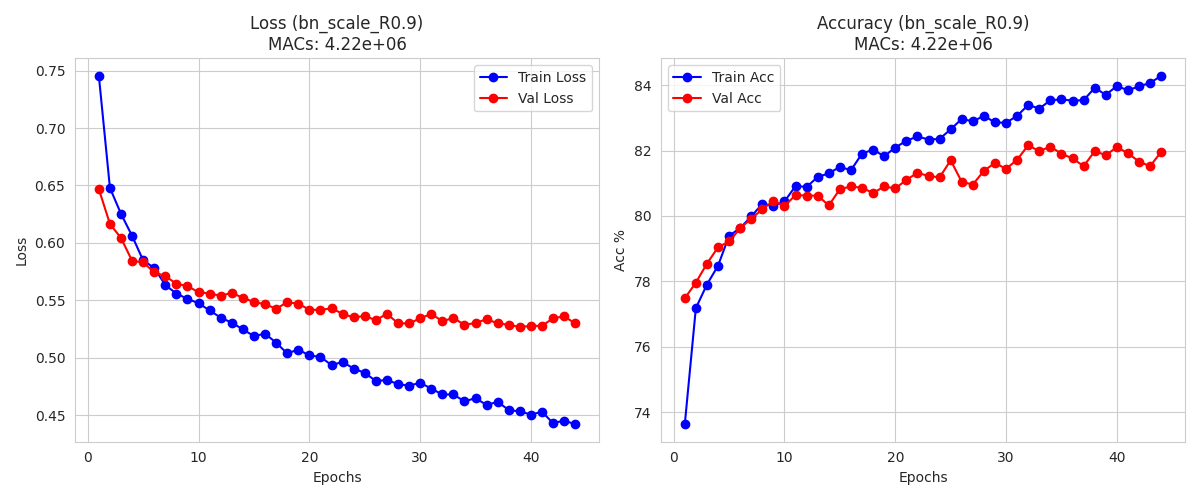 Loss (bn_scale_R0.9)
MACs: 4.22e+06
Train Loss
Val Loss
0.75
0.70
0.65
0.60
0.55
0.50
0.45
Loss
0
10
20
30
40
Epochs
Accuracy (bn_scale_R0.9)
MACs: 4.22e+06
Train Acc
Val Acc
84
82
80
78
76
74
Acc %
0
10
20
30
40
Epochs